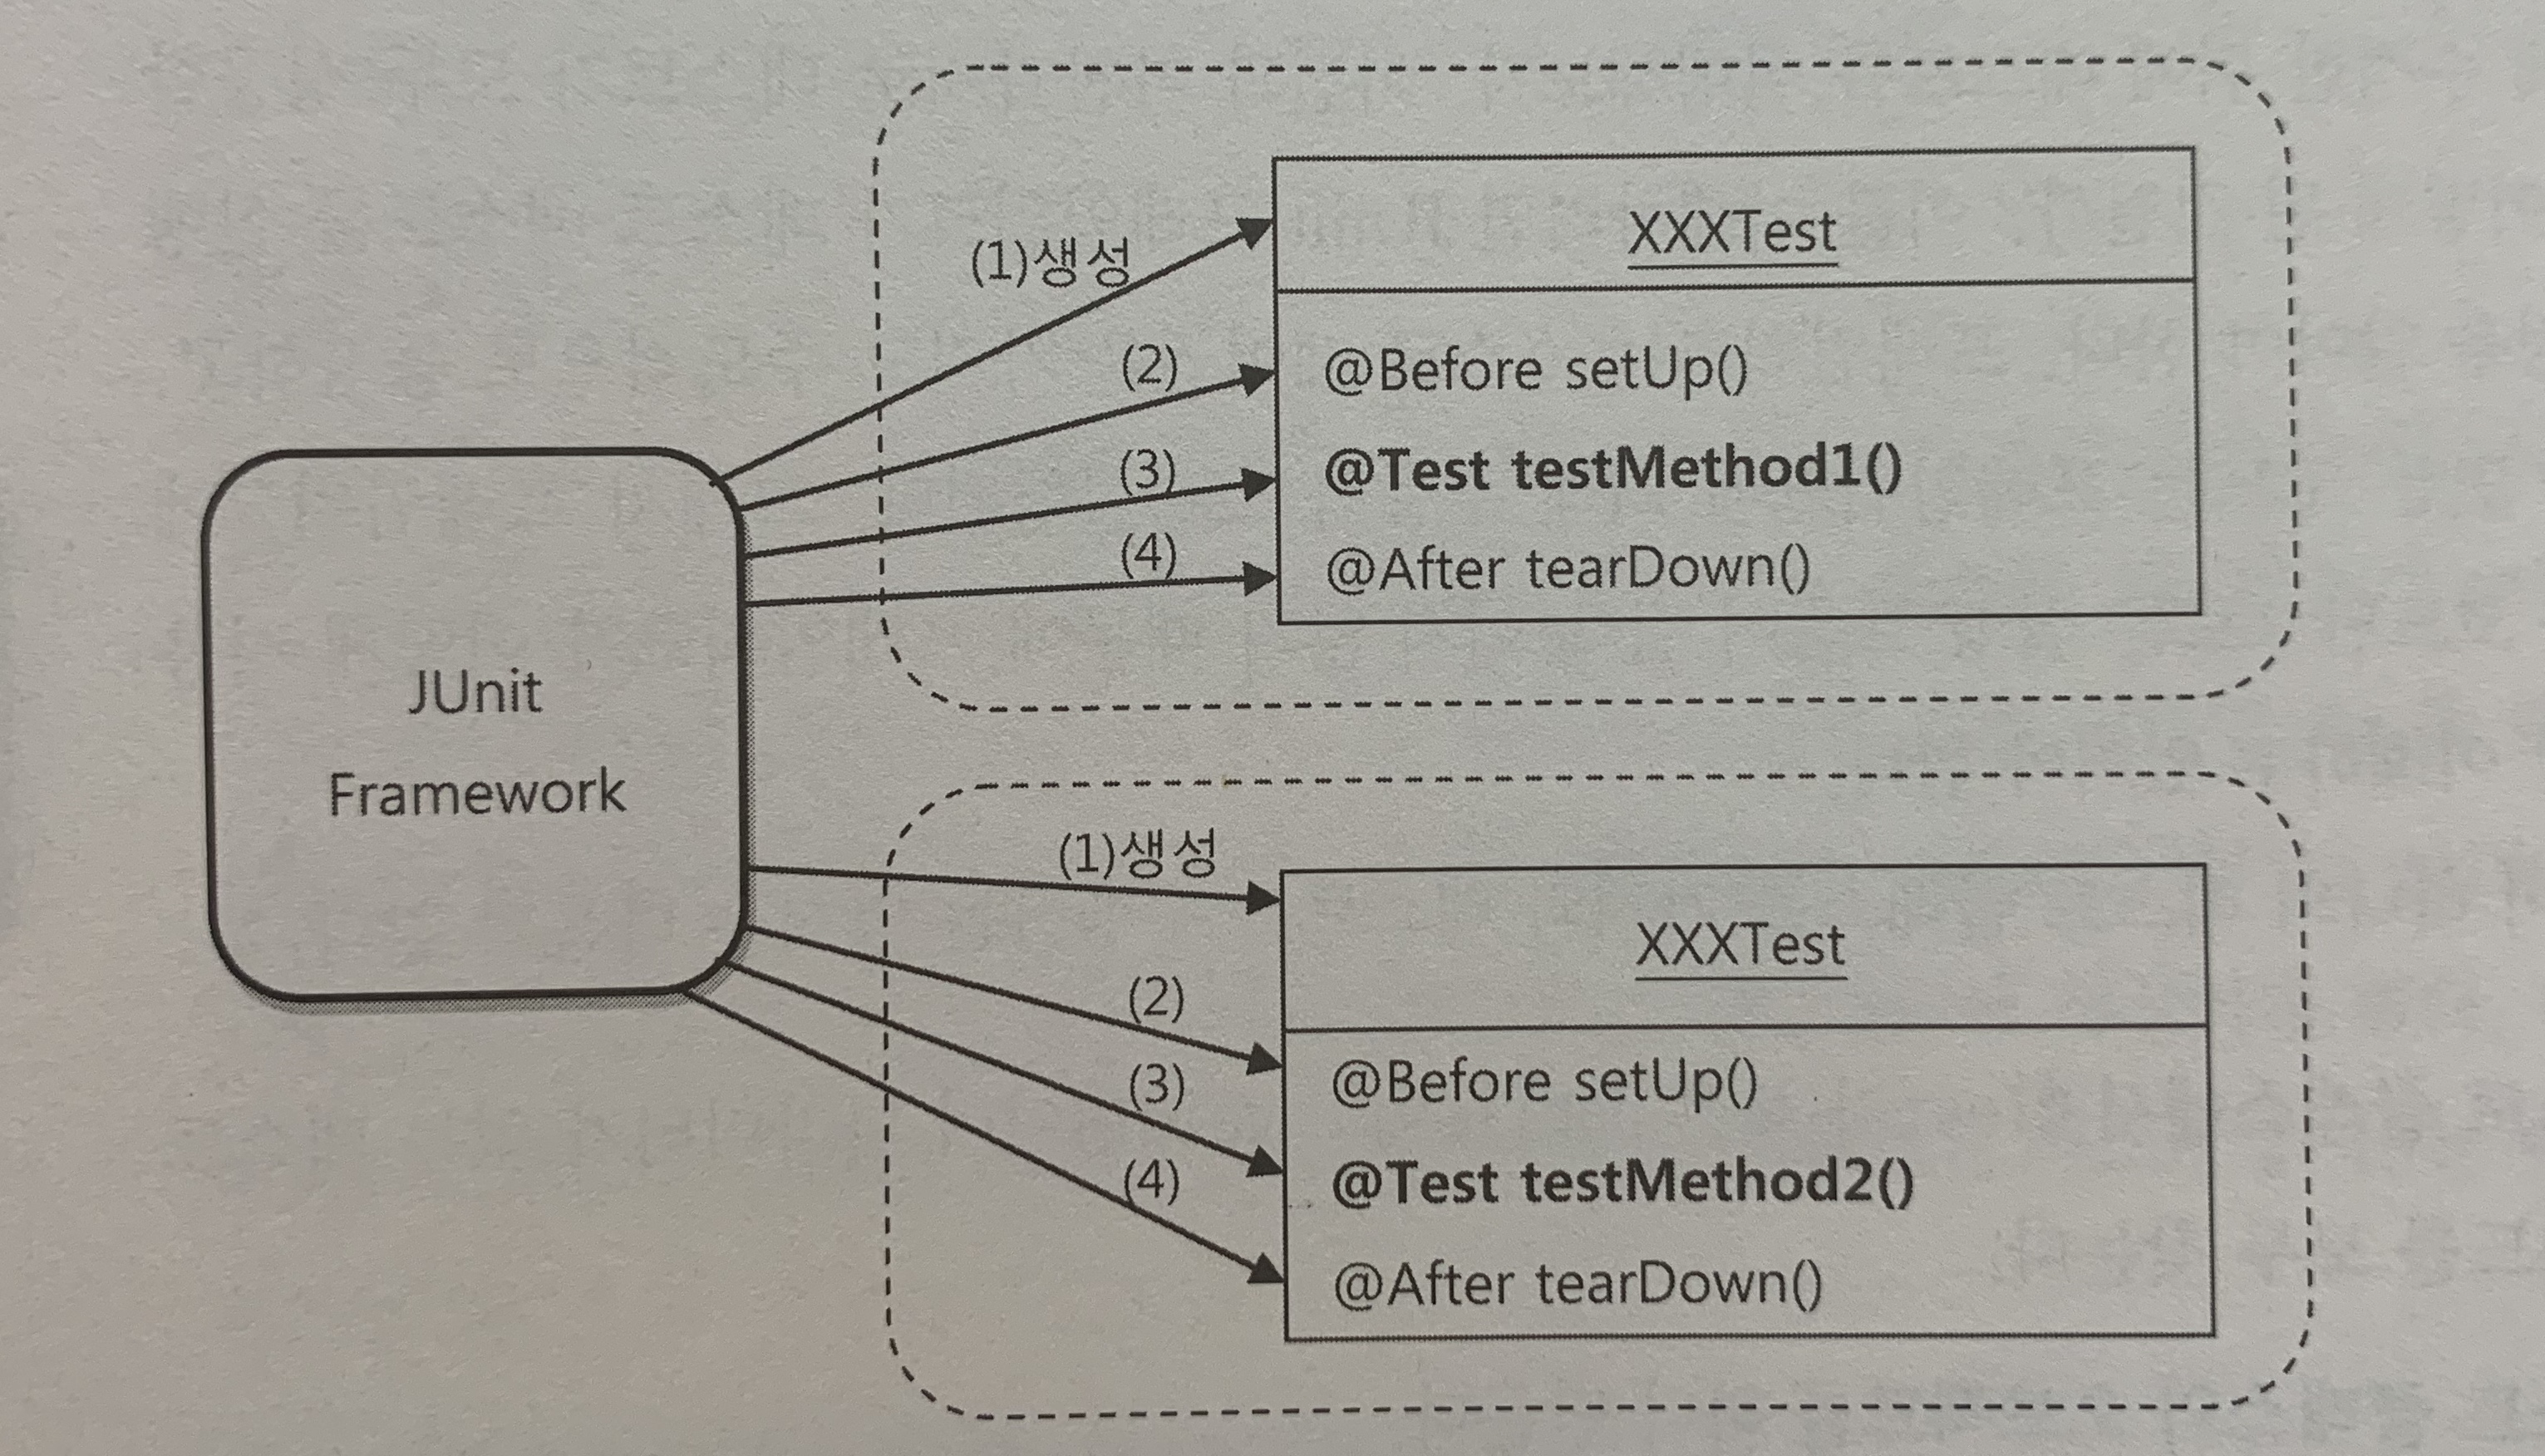 JUnit
Framework
(1)생성
(2)
(3)
(4)
XXXTest
@Before setUp()
@Test testMethod1()
@After tearDown()
(1)생성
(2)
(3)
(4)
XXXTest
@Before setUp()
@Test testMethod2()
@After tearDown()